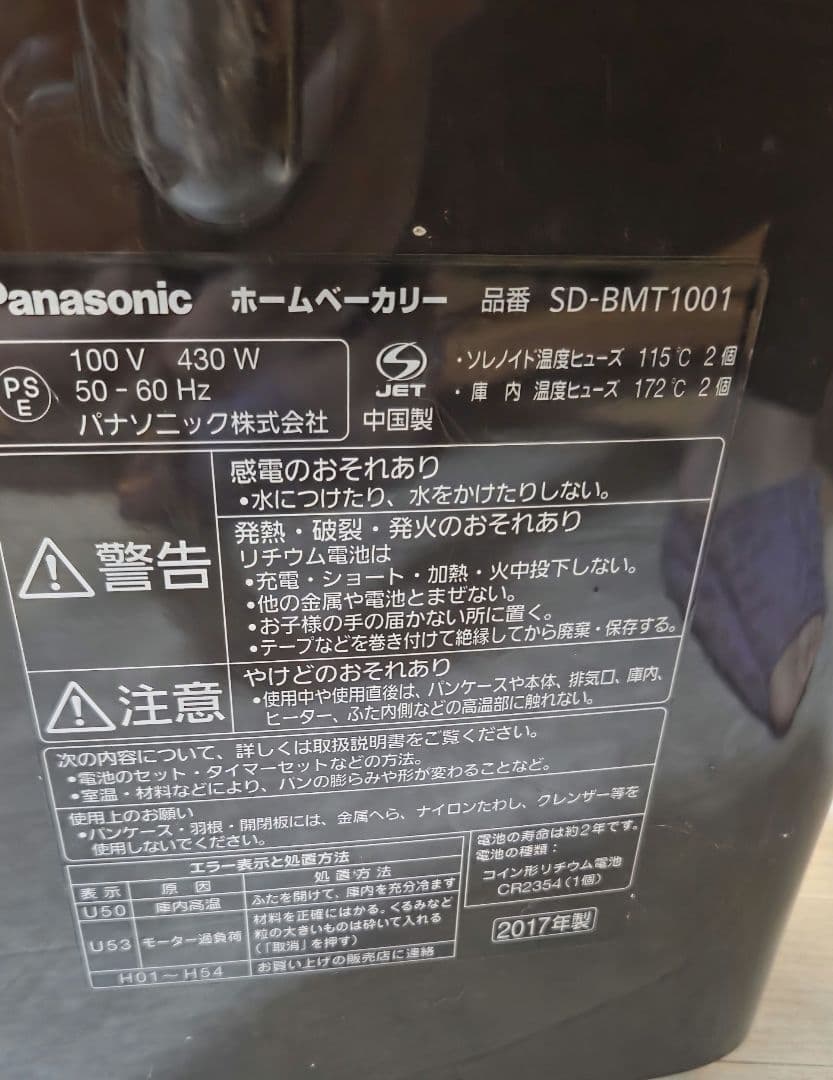 Panasonic ホームベーカリー 品番 SD-BMT1001
PS
E
100V 430W
50-60Hz
パナソニック株式会社
JET
中国製
・ソレノイド温度ヒューズ 115℃ 2個
・庫内 温度ヒューズ 172℃ 2個
警告
感電のおそれあり
•水につけたり、水をかけたりしない。
発熱・破裂・発火のおそれあり
リチウム電池は
•充電・ショート・加熱・火中投下しない。
•他の金属や電池とまぜない。
•お子様の手の届かない所に置く。
•テープなどを巻き付けて絶縁してから廃棄・保存する。
注意
やけどのおそれあり
•使用中や使用直後は、パンケースや本体、排気口、庫内、
ヒーター、ふた内側などの高温部に触れない。
次の内容について、詳しくは取扱説明書をご覧ください。
•電池のセット・タイマーセットなどの方法。
•室温・材料などにより、パンの膨らみや形が変わることなど。
使用上のお願い
•パンケース・羽根・開閉板には、金属へら、ナイロンたわし、クレンザー等を
使用しないでください。
エラー表示と処置方法
表示 原因 処置方法
U50 庫内高温 ふたを開けて、庫内を充分冷ます
U53 モーター過負荷 材料を正確にはかる。くるみなど
粒の大きいものは砕いて入れる
(「取消」を押す)
H01〜H54 お買い上げの販売店に連絡
電池の寿命は約2年です。
電池の種類：
コイン形リチウム電池
CR2354(1個)
2017年製